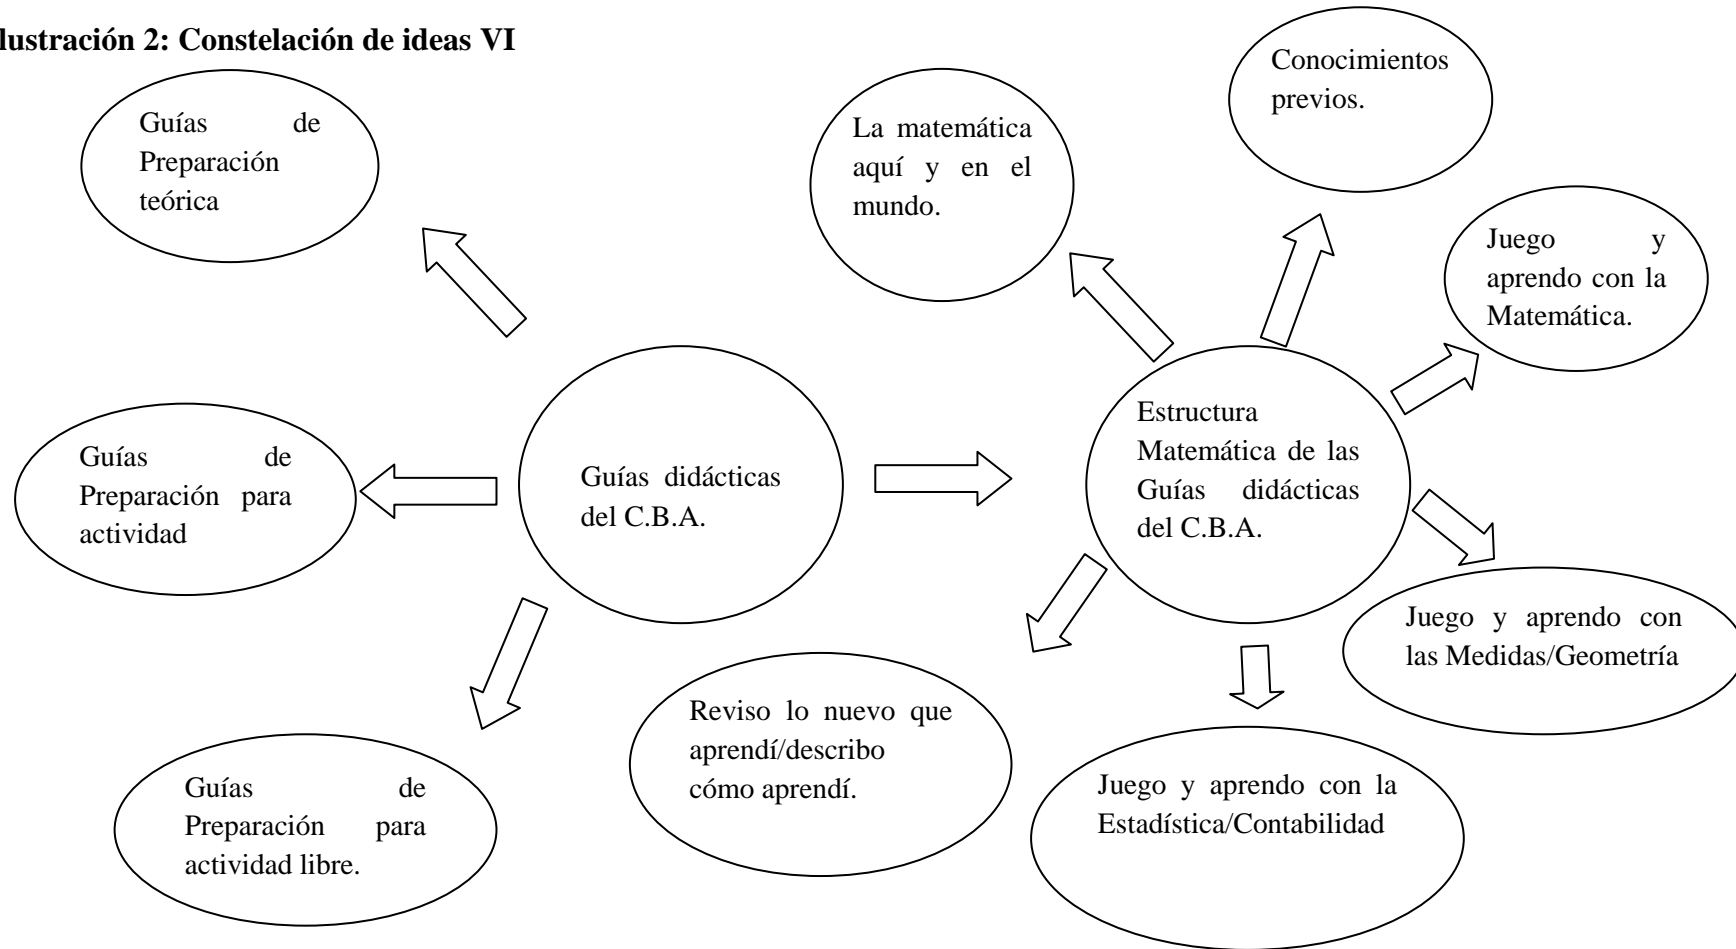 lustración 2: Constelación de ideas VI
Guías de
Preparación
teórica
La matemática
aquí y en el
mundo.
Conocimientos
previos.
Juego y
aprendo con la
Matemática.
Guías de
Preparación para
actividad
Guías didácticas
del C.B.A.
Estructura
Matemática de las
Guías didácticas
del C.B.A.
Juego y aprendo con
las Medidas/Geometría
Reviso lo nuevo que
aprendí/describo
cómo aprendí.
Juego y aprendo con la
Estadística/Contabilidad
Guías de
Preparación para
actividad libre.